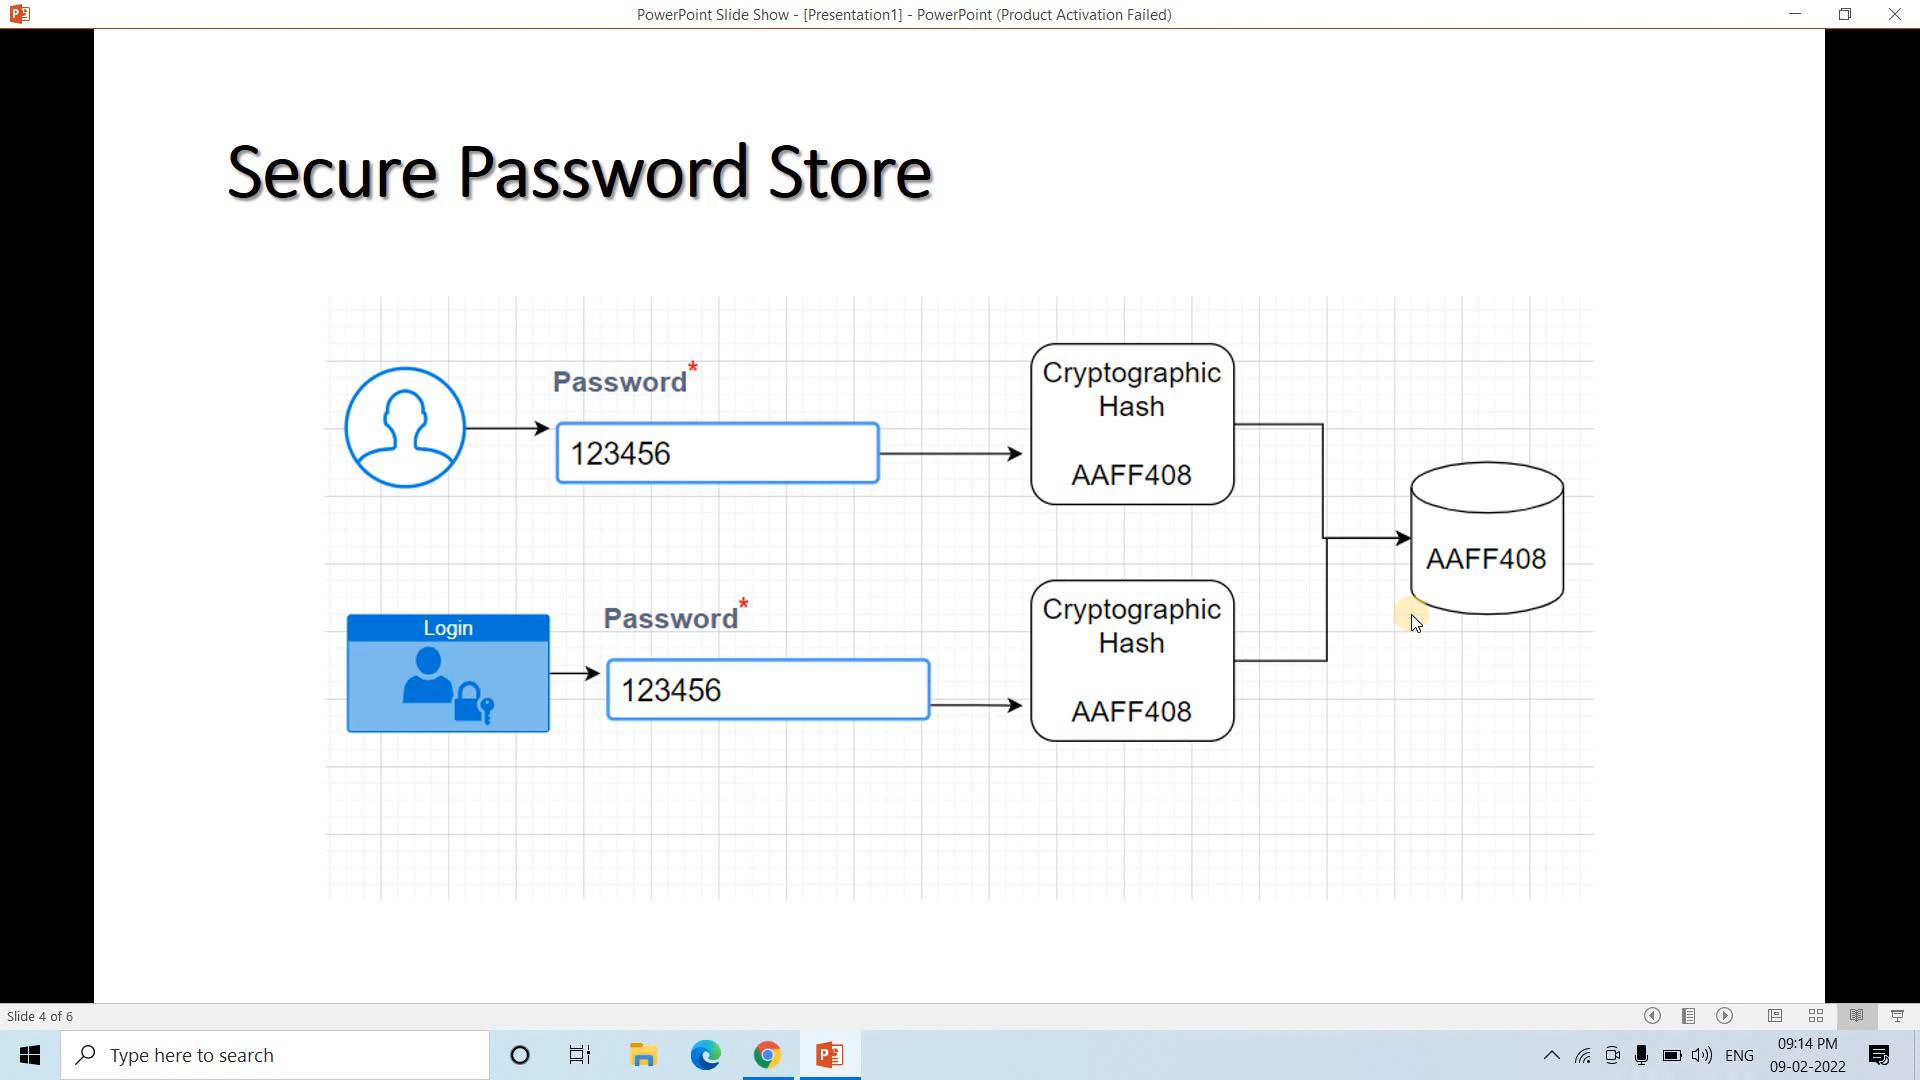 PowerPoint Slide Show - [Presentation1] - PowerPoint (Product Activation Failed)
Secure Password Store
Password*
123456
Cryptographic
Hash
AAFF408
AAFF408
Login
Password*
123456
Cryptographic
Hash
AAFF408
Slide 4 of 6
Type here to search
ENG
09:14 PM
09-02-2022